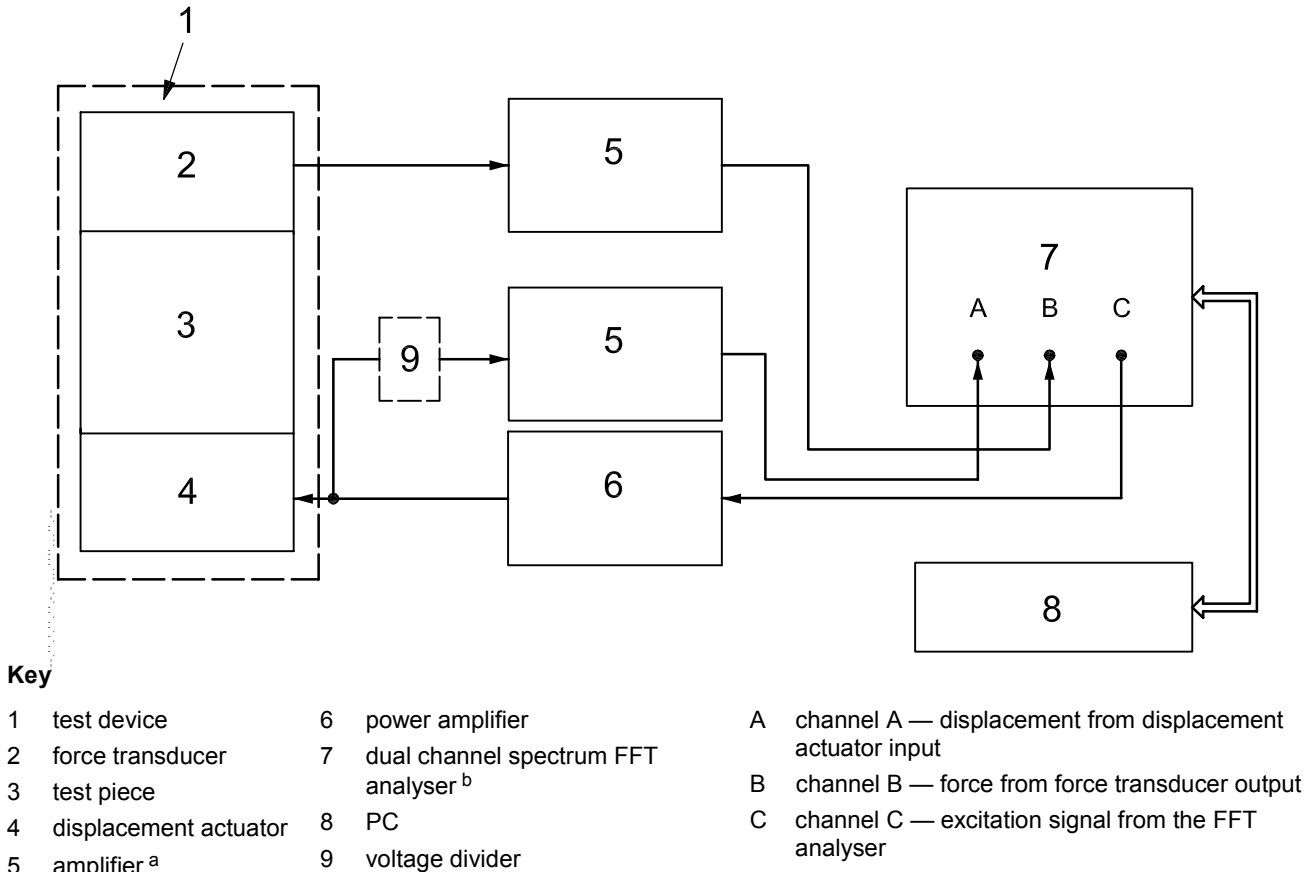 1
2
5
7
A B C
3
9
5
4
6
8
Key
1 test device
2 force transducer
3 test piece
4 displacement actuator
5 amplifier a
6 power amplifier
7 dual channel spectrum FFT
analyser b
8 PC
9 voltage divider
A channel A — displacement from displacement
actuator input
B channel B — force from force transducer output
C channel C — excitation signal from the FFT
analyser